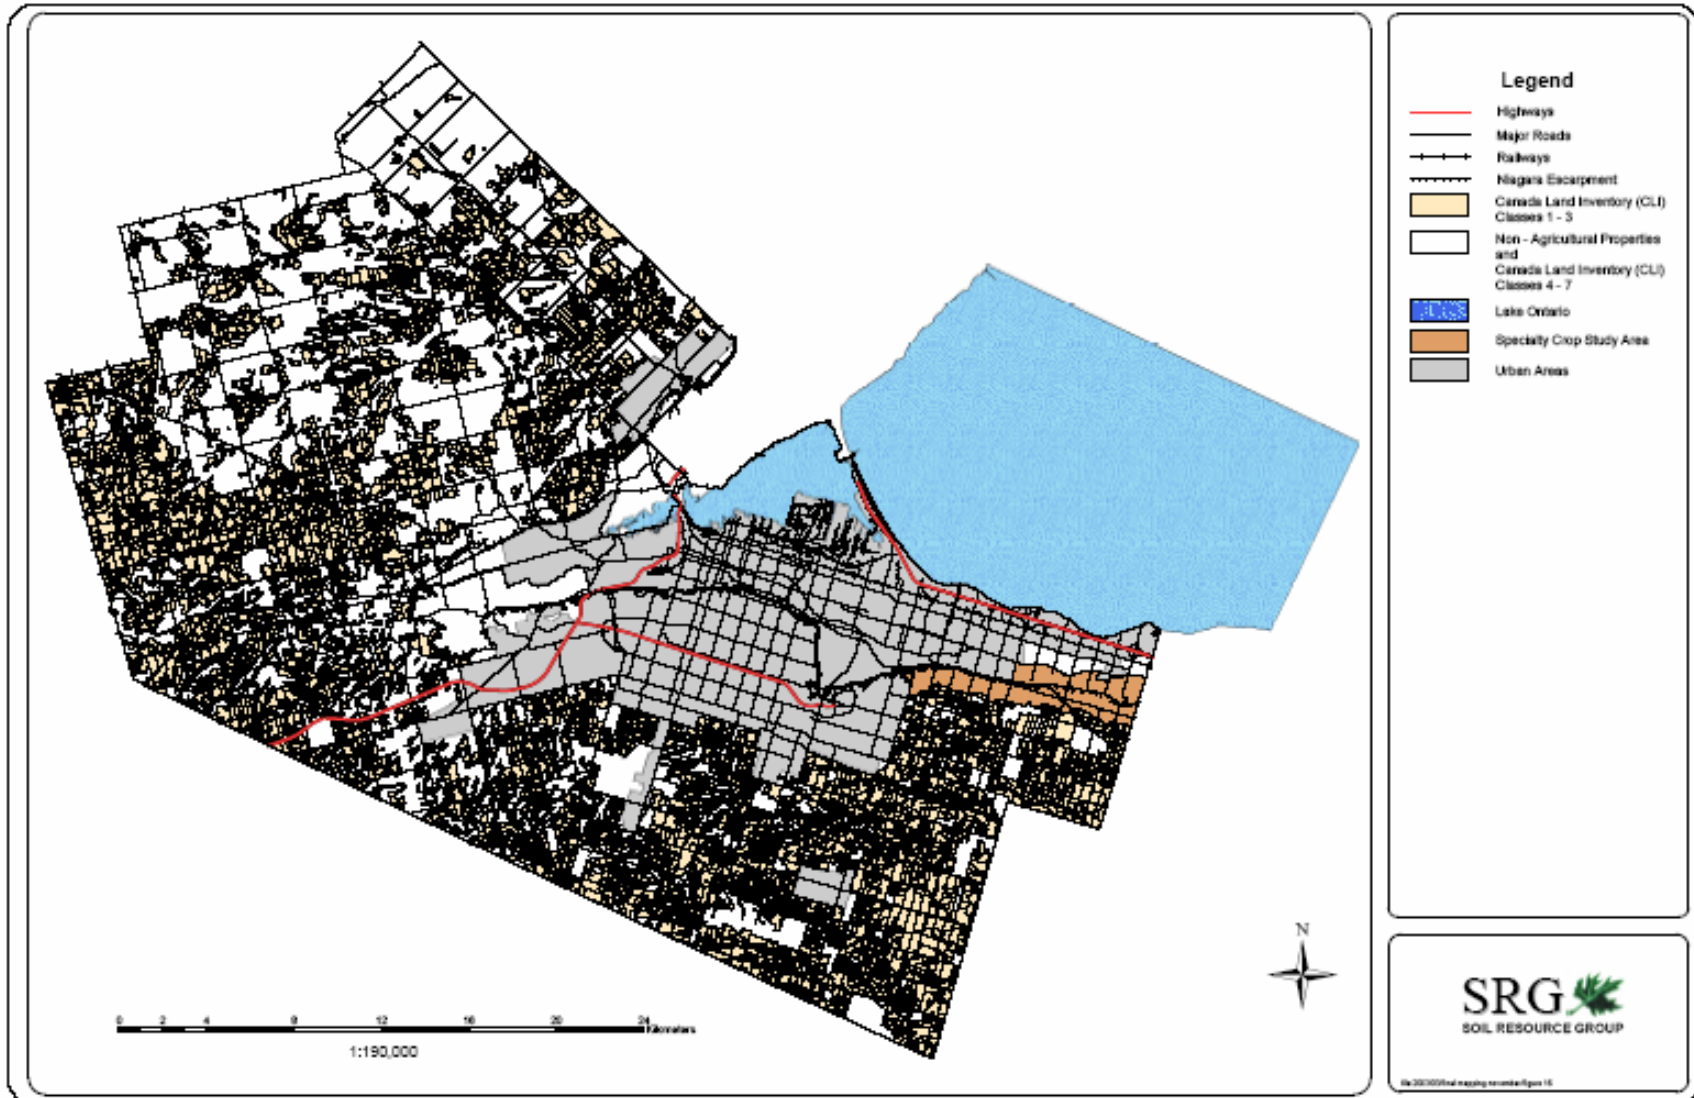 Legend
Highways
Major Roads
Railways
Niagara Escarpment
Canada Land Inventory (CLI)
Classes 1 - 3
Non - Agricultural Properties
and
Canada Land Inventory (CLI)
Classes 4 - 7
Lake Ontario
Specialty Crop Study Area
Urban Areas
N
0 2 4 8 12 16 20 24
Kilometers
1:190,000
SRG
SOIL RESOURCE GROUP